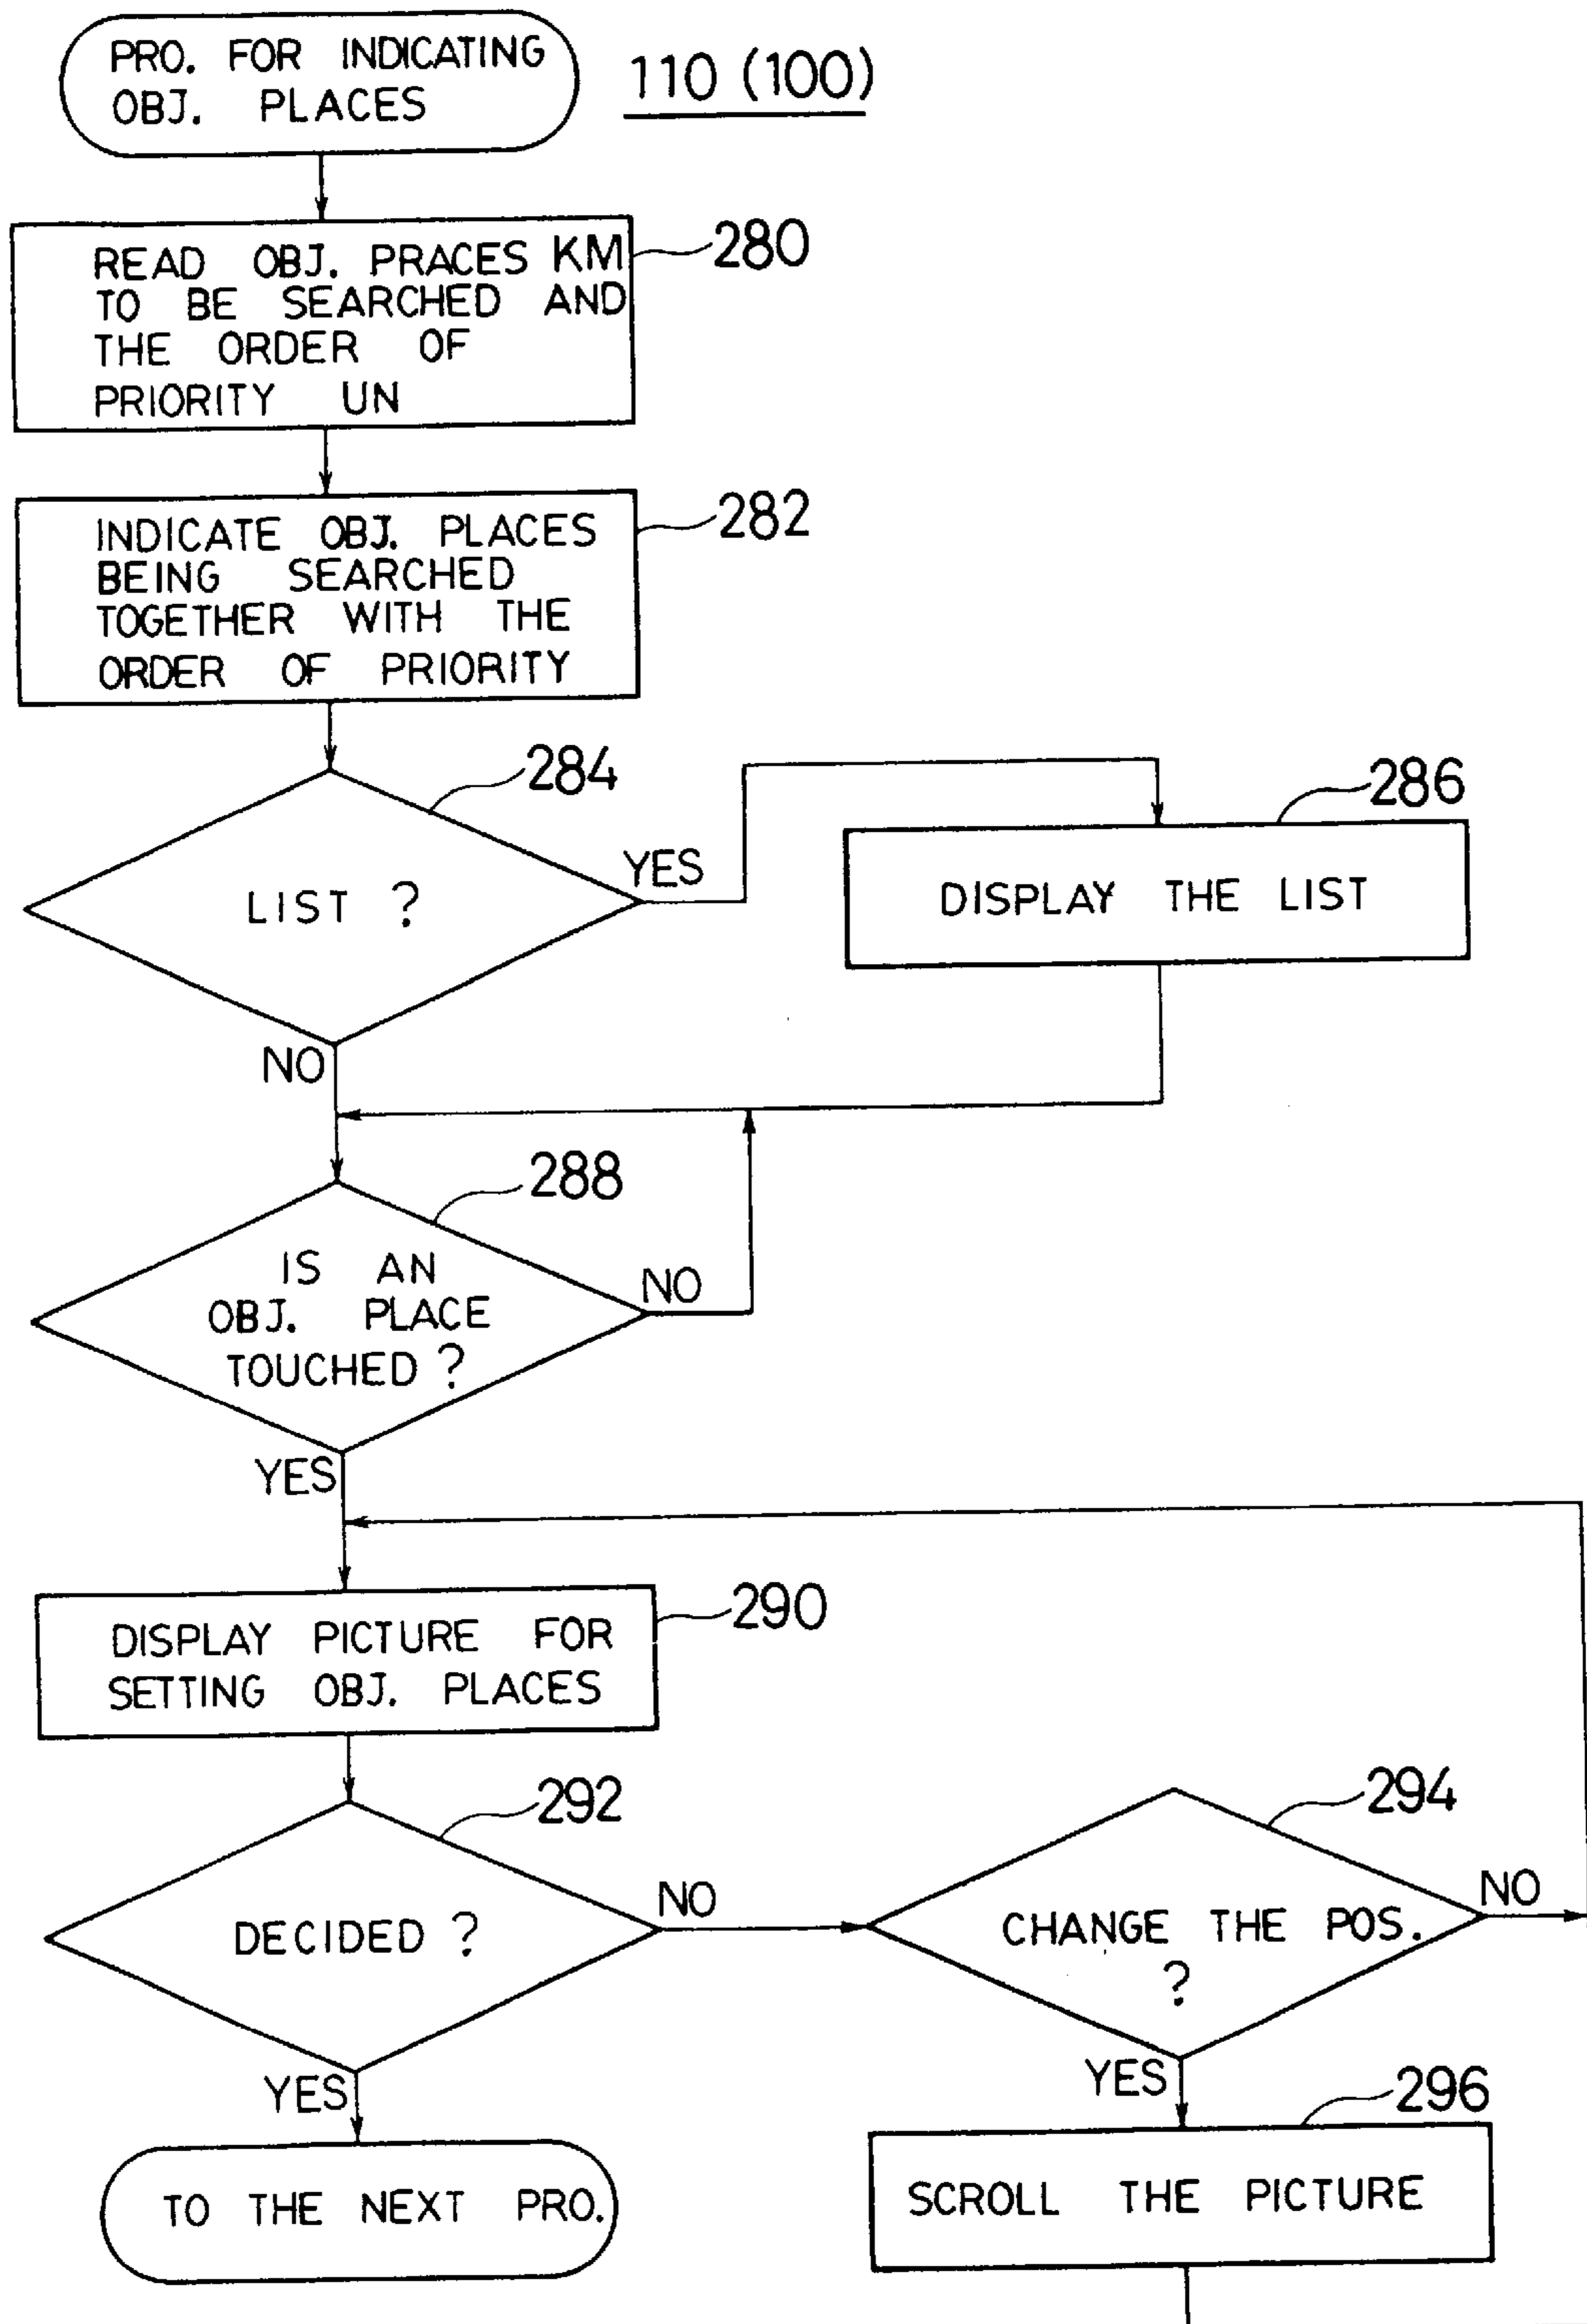 PRO. FOR INDICATING
OBJ. PLACES
110 (100)
READ OBJ. PRACES KM
TO BE SEARCHED AND
THE ORDER OF
PRIORITY UN
280
INDICATE OBJ. PLACES
BEING SEARCHED
TOGETHER WITH THE
ORDER OF PRIORITY
282
284
LIST ?
YES
286
DISPLAY THE LIST
NO
288
IS AN
OBJ. PLACE
TOUCHED ?
NO
YES
290
DISPLAY PICTURE FOR
SETTING OBJ. PLACES
292
DECIDED ?
NO
294
CHANGE THE POS.
?
NO
YES
YES
296
TO THE NEXT PRO.
SCROLL THE PICTURE